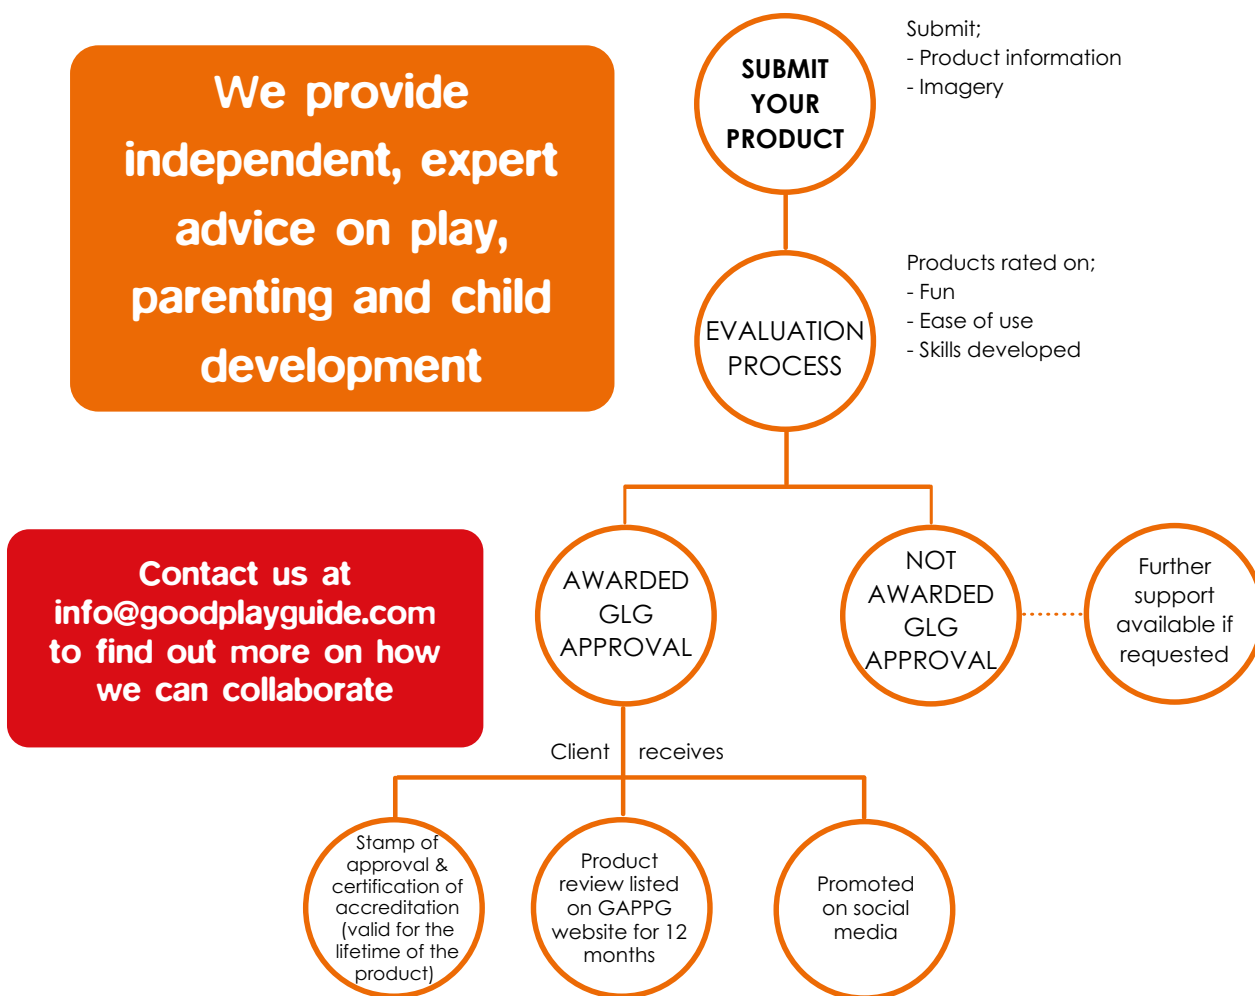 We provide
independent, expert
advice on play,
parenting and child
development
SUBMIT
YOUR
PRODUCT
Submit;
- Product information
- Imagery
EVALUATION
PROCESS
Products rated on;
- Fun
- Ease of use
- Skills developed
Contact us at
info@goodplayguide.com
to find out more on how
we can collaborate
AWARDED
GLG
APPROVAL
NOT
AWARDED
GLG
APPROVAL
Further
support
available if
requested
Client receives
Stamp of
approval &
certification of
accreditation
(valid for the
lifetime of the
product)
Product
review listed
on GAPPG
website for 12
months
Promoted
on social
media